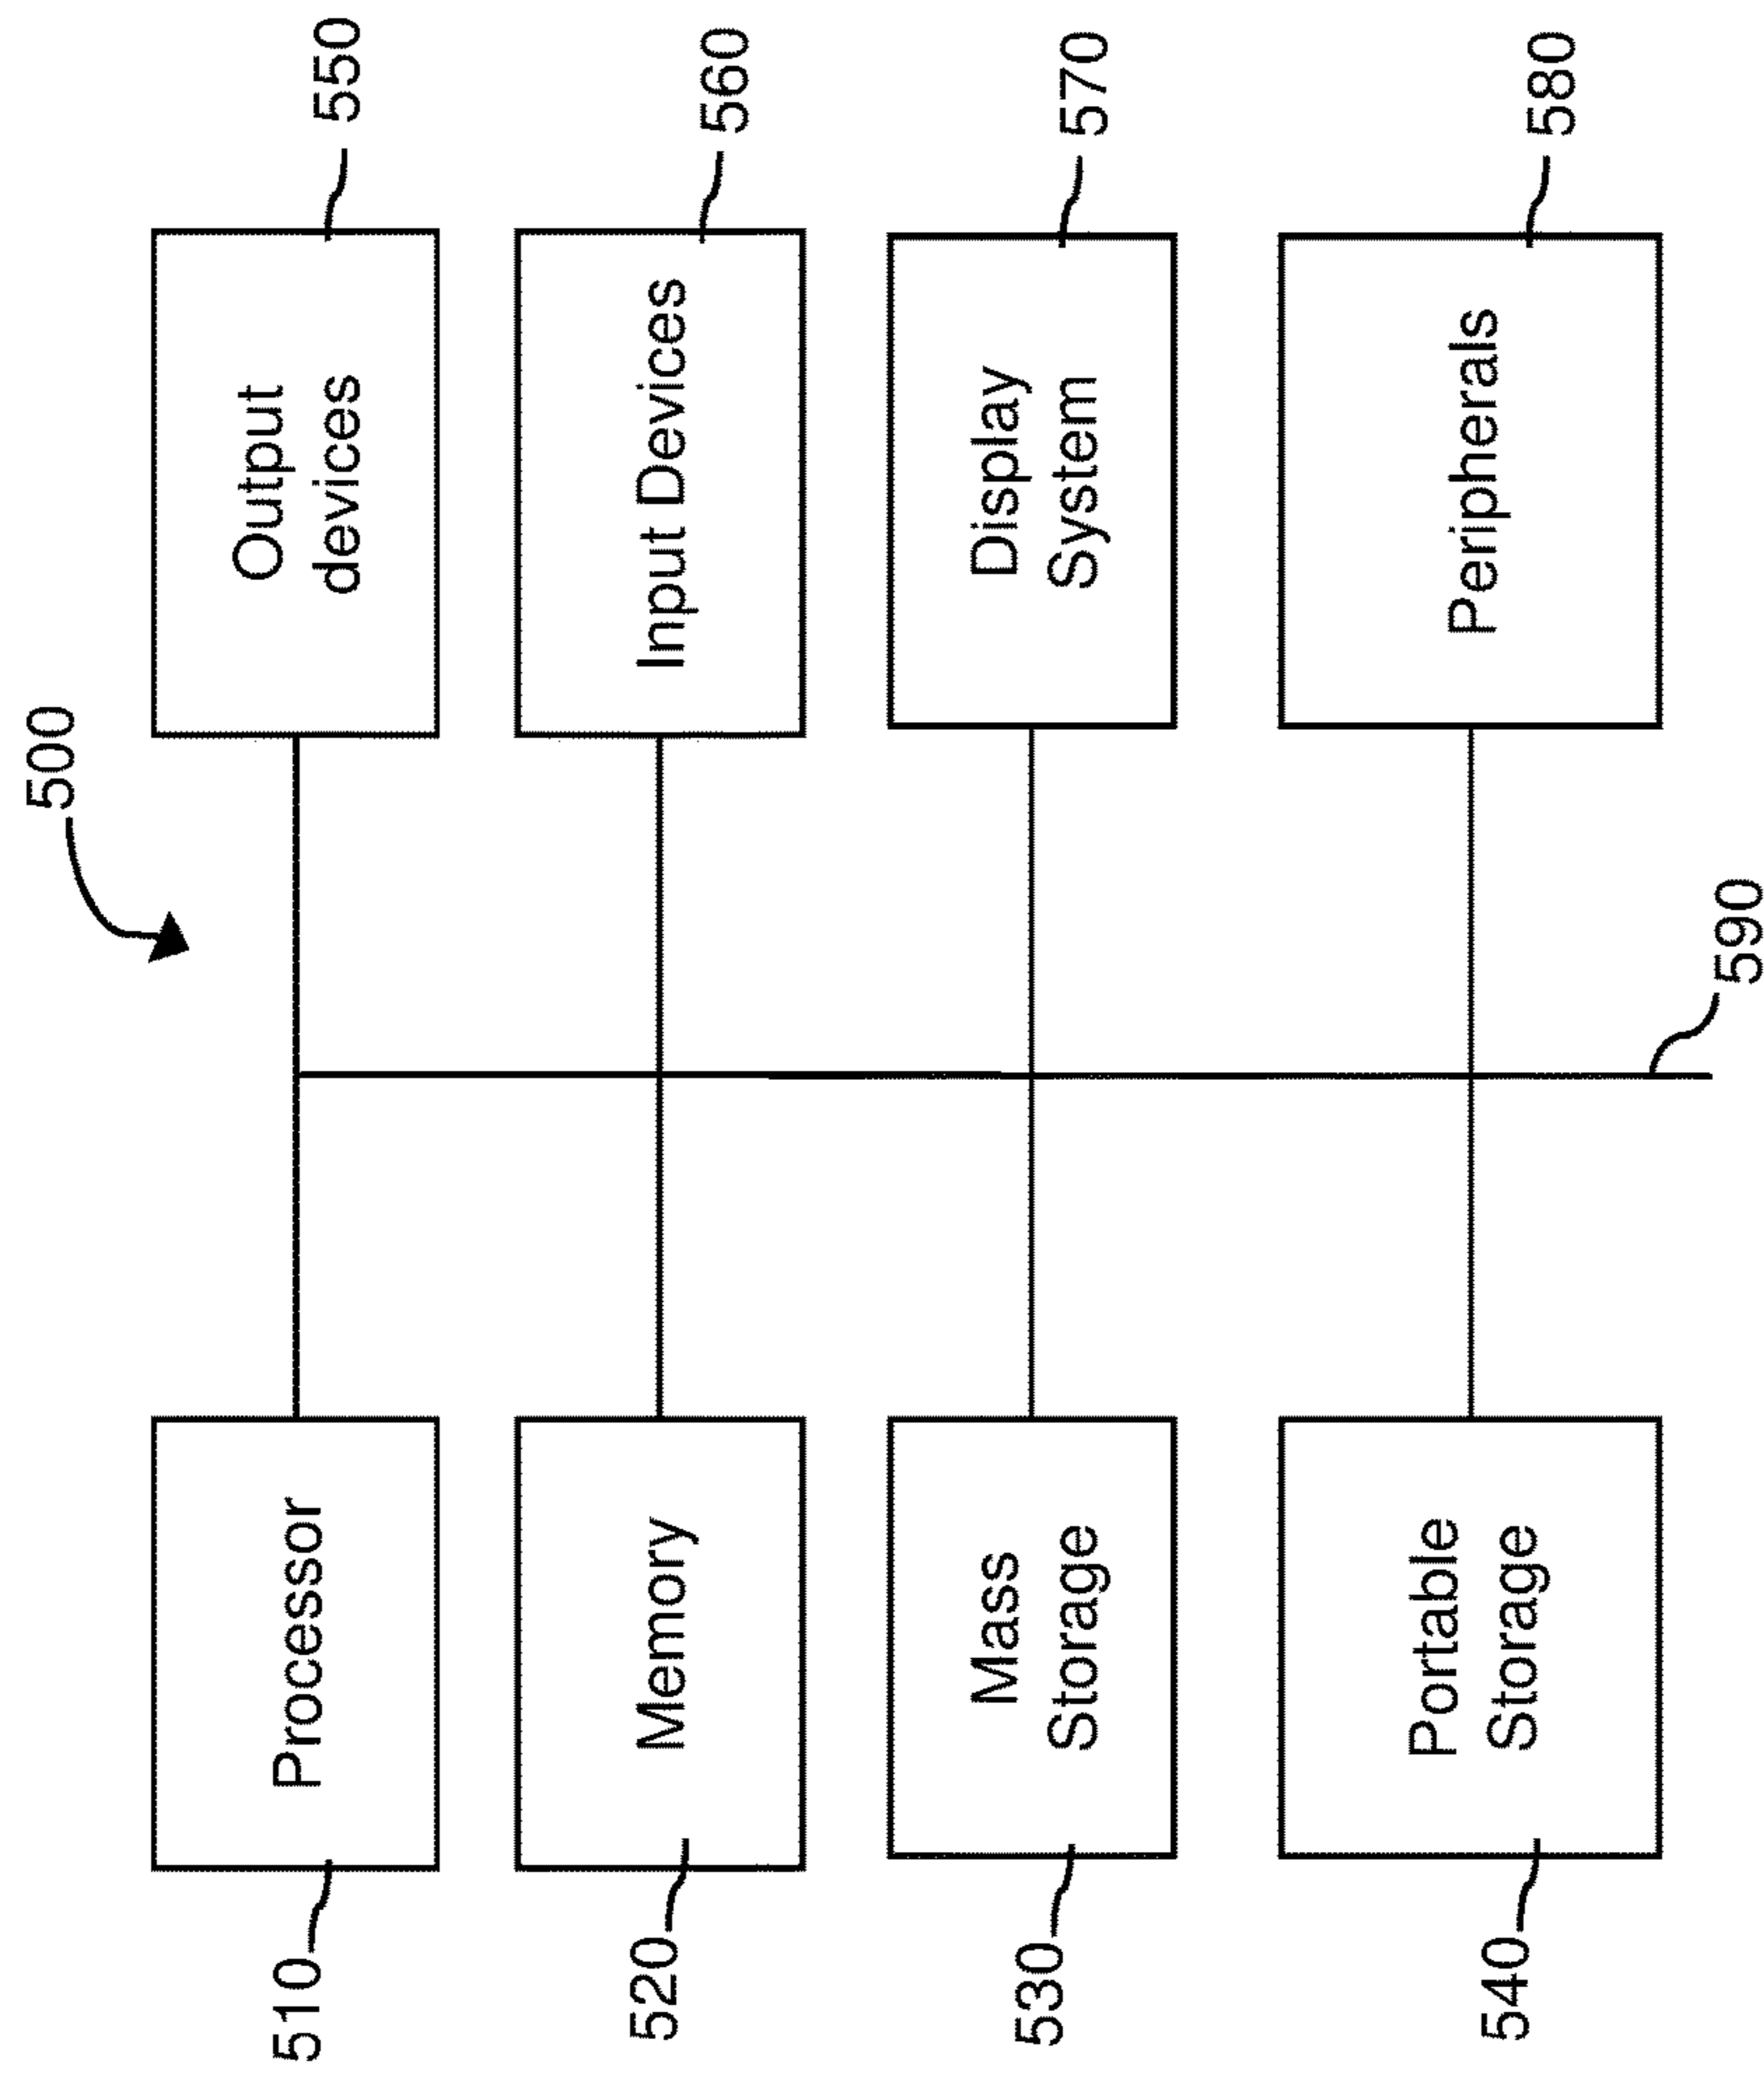 500
510
Processor
Output
devices
550
520
Memory
Input Devices
560
530
Mass
Storage
Display
System
570
540
Portable
Storage
Peripherals
580
590